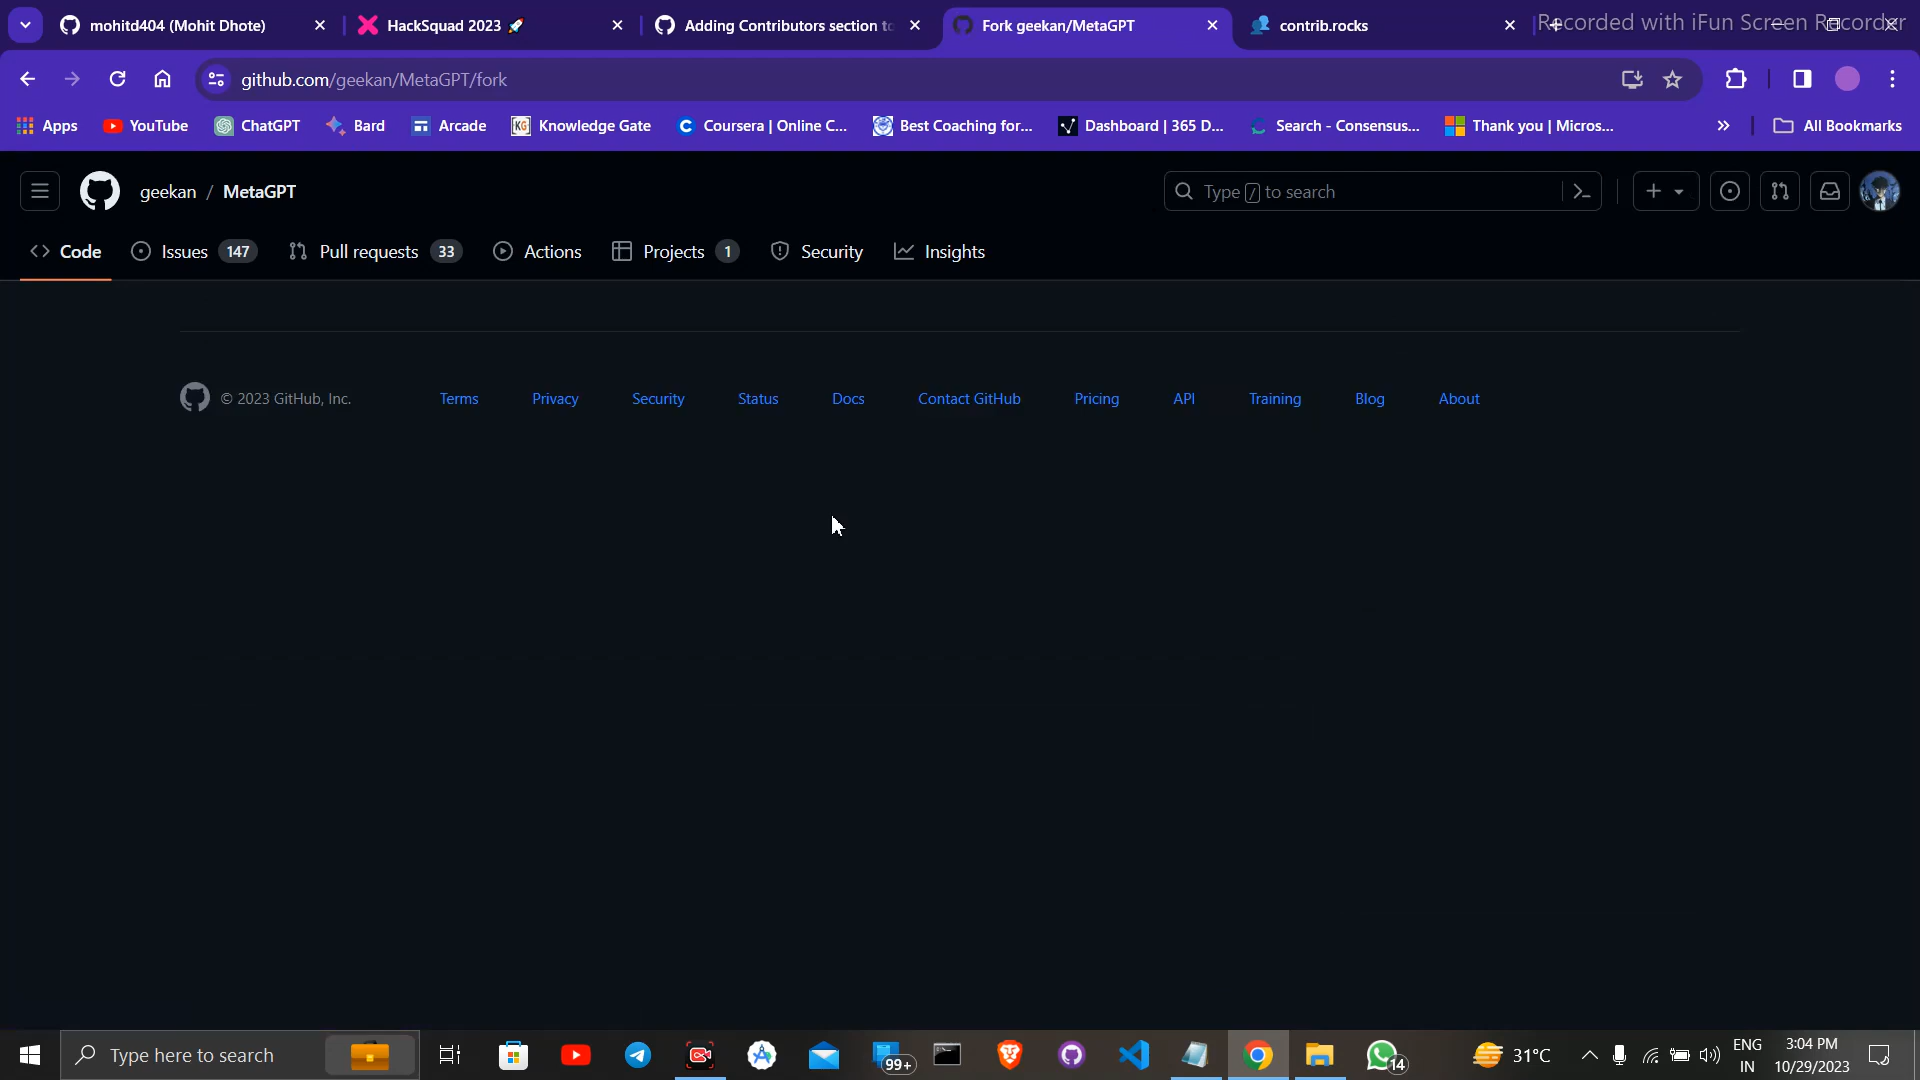 mohitd404 (Mohit Dhote)
HackSquad 2023 🚀
Adding Contributors section to
Fork geekan/MetaGPT
contrib.rocks
Recorded with iFun Screen Recorder
github.com/geekan/MetaGPT/fork
Apps
YouTube
ChatGPT
Bard
Arcade
KG Knowledge Gate
Coursera | Online C...
Best Coaching for...
Dashboard | 365 D...
Search - Consensus...
Thank you | Micros...
All Bookmarks
geekan / MetaGPT
Type / to search
Code
Issues 147
Pull requests 33
Actions
Projects 1
Security
Insights
© 2023 GitHub, Inc.
Terms
Privacy
Security
Status
Docs
Contact GitHub
Pricing
API
Training
Blog
About
Type here to search
99+
14
31°C
ENG
IN
3:04 PM
10/29/2023